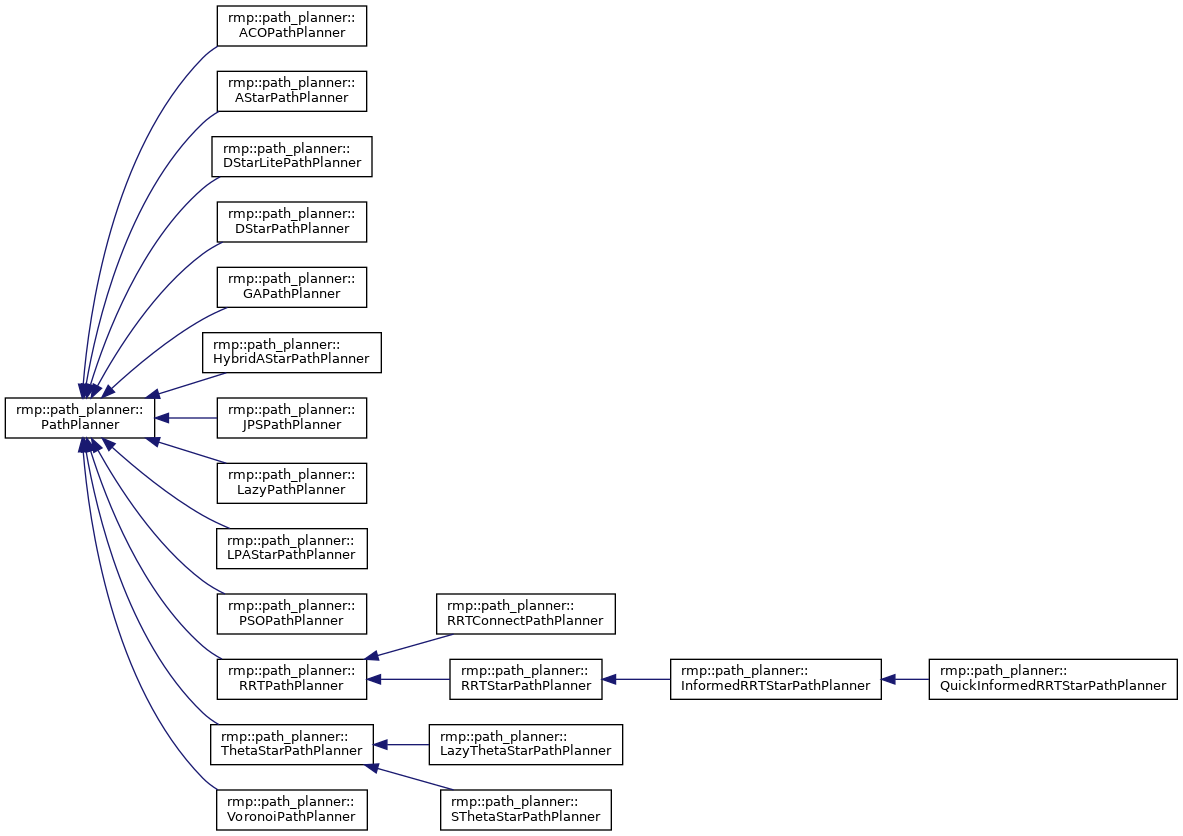 rmp::path_planner::
ACOPathPlanner
rmp::path_planner::
AStarPathPlanner
rmp::path_planner::
DStarLitePathPlanner
rmp::path_planner::
DStarPathPlanner
rmp::path_planner::
GAPathPlanner
rmp::path_planner::
HybridAStarPathPlanner
rmp::path_planner::
PathPlanner
rmp::path_planner::
JPSPathPlanner
rmp::path_planner::
LazyPathPlanner
rmp::path_planner::
LPAStarPathPlanner
rmp::path_planner::
PSOPathPlanner
rmp::path_planner::
RRTConnectPathPlanner
rmp::path_planner::
RRTPathPlanner
rmp::path_planner::
RRTStarPathPlanner
rmp::path_planner::
InformedRRTStarPathPlanner
rmp::path_planner::
QuickInformedRRTStarPathPlanner
rmp::path_planner::
ThetaStarPathPlanner
rmp::path_planner::
LazyThetaStarPathPlanner
rmp::path_planner::
VoronoiPathPlanner
rmp::path_planner::
SThetaStarPathPlanner